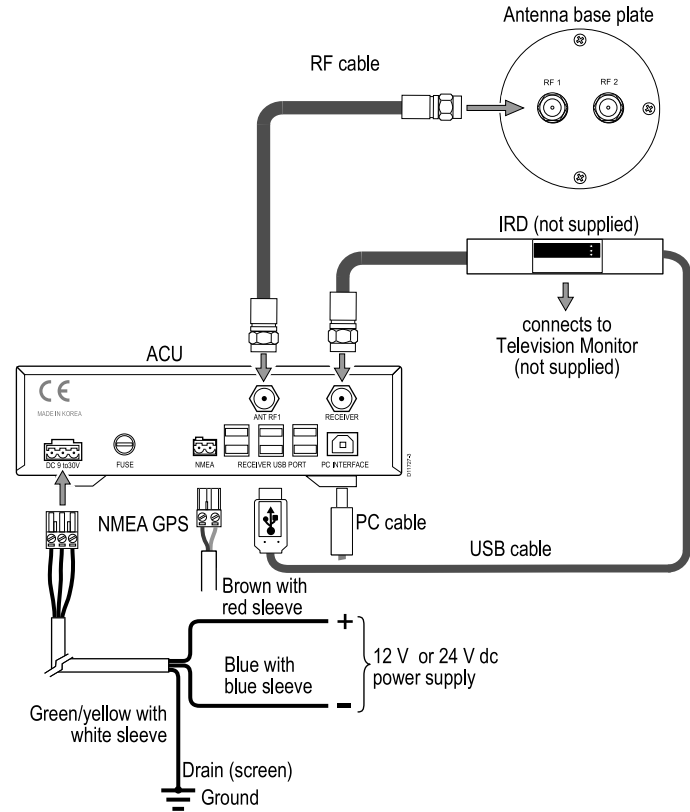 Antenna base plate
RF cable
RF 1
RF 2
IRD (not supplied)
connects to
Television Monitor
(not supplied)
ACU
CE
MADE IN KOREA
ANT RF1
RECEIVER
DC 9 to30V
FUSE
NMEA
RECEIVER USB PORT
PC INTERFACE
D11727-3
NMEA GPS
PC cable
USB cable
Brown with
red sleeve
+
12 V or 24 V dc
power supply
Blue with
blue sleeve
-
Green/yellow with
white sleeve
Drain (screen)
Ground